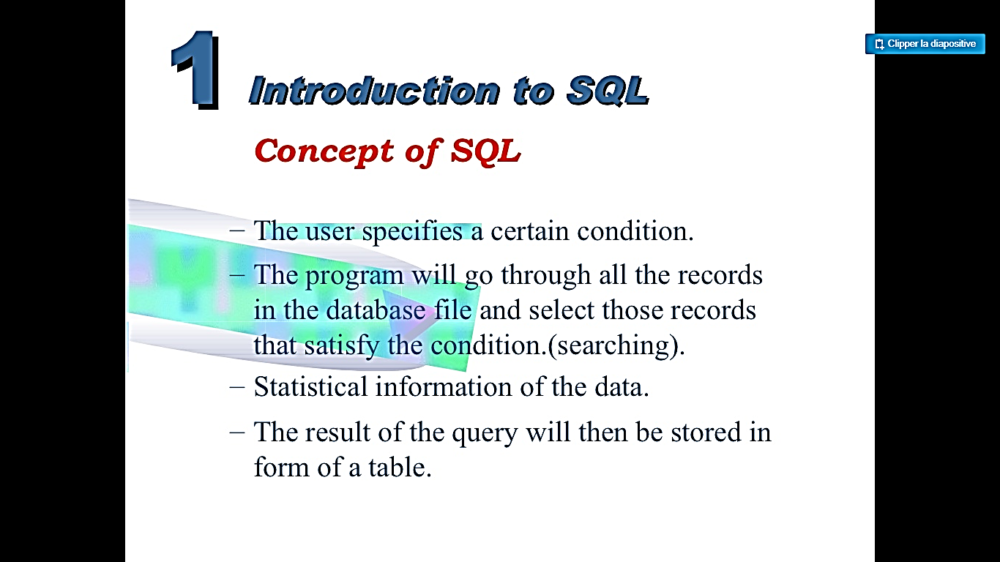 Clipper la diapositive
1
Introduction to SQL
Concept of SQL
– The user specifies a certain condition.
– The program will go through all the records
in the database file and select those records
that satisfy the condition.(searching).
– Statistical information of the data.
– The result of the query will then be stored in
form of a table.